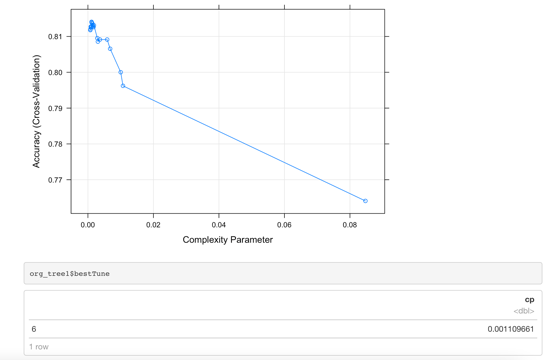 0.81
0.80
0.79
0.78
0.77
Accuracy (Cross-Validation)
0.00 0.02 0.04 0.06 0.08
Complexity Parameter
org_tree1$bestTune
cp
<dbl>
6 0.001109661
1 row